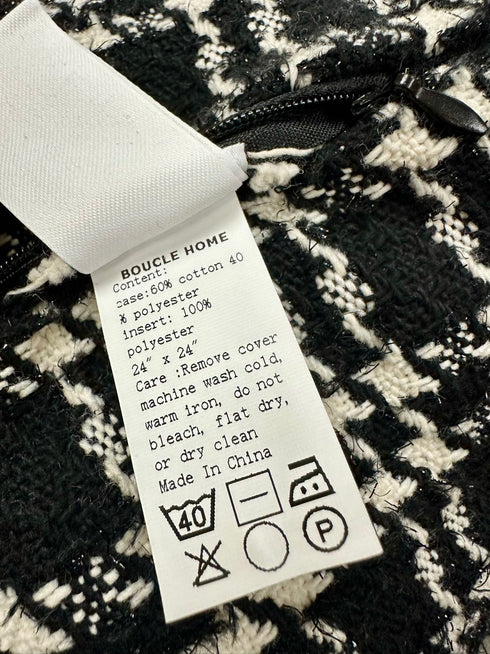 BOUCLE HOME
Content:
case:60% cotton 40
% polyester
insert: 100%
polyester
24" x 24"
Care :Remove cover
machine wash cold,
warm iron, do not
bleach, flat dry,
or dry clean
Made In China
40
P